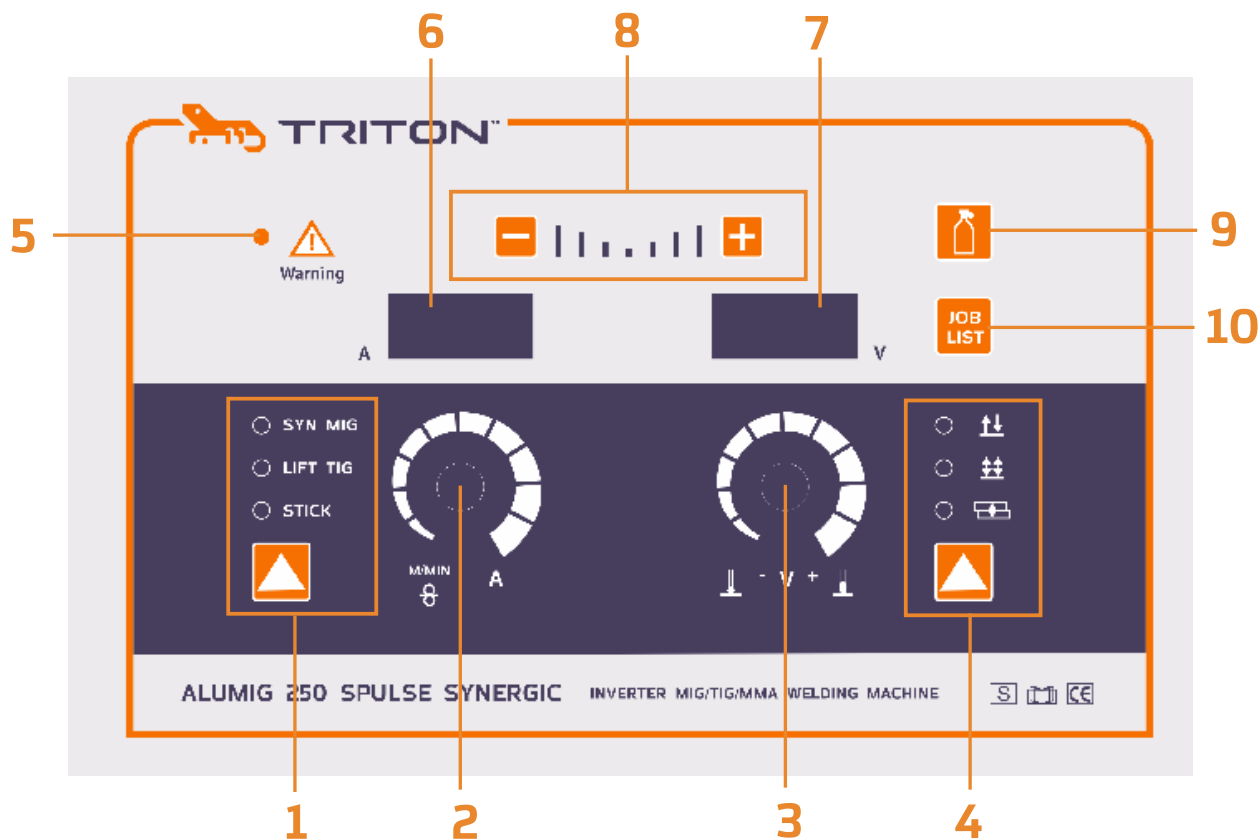 6 8 7
TRITON™
5
Warning
− +
9
JOB
LIST
10
A V
SYN MIG
LIFT TIG
STICK
M/MIN
A
- V +
ALUMIG 250 SPULSE SYNERGIC INVERTER MIG/TIG/MMA WELDING MACHINE S CE
1 2 3 4